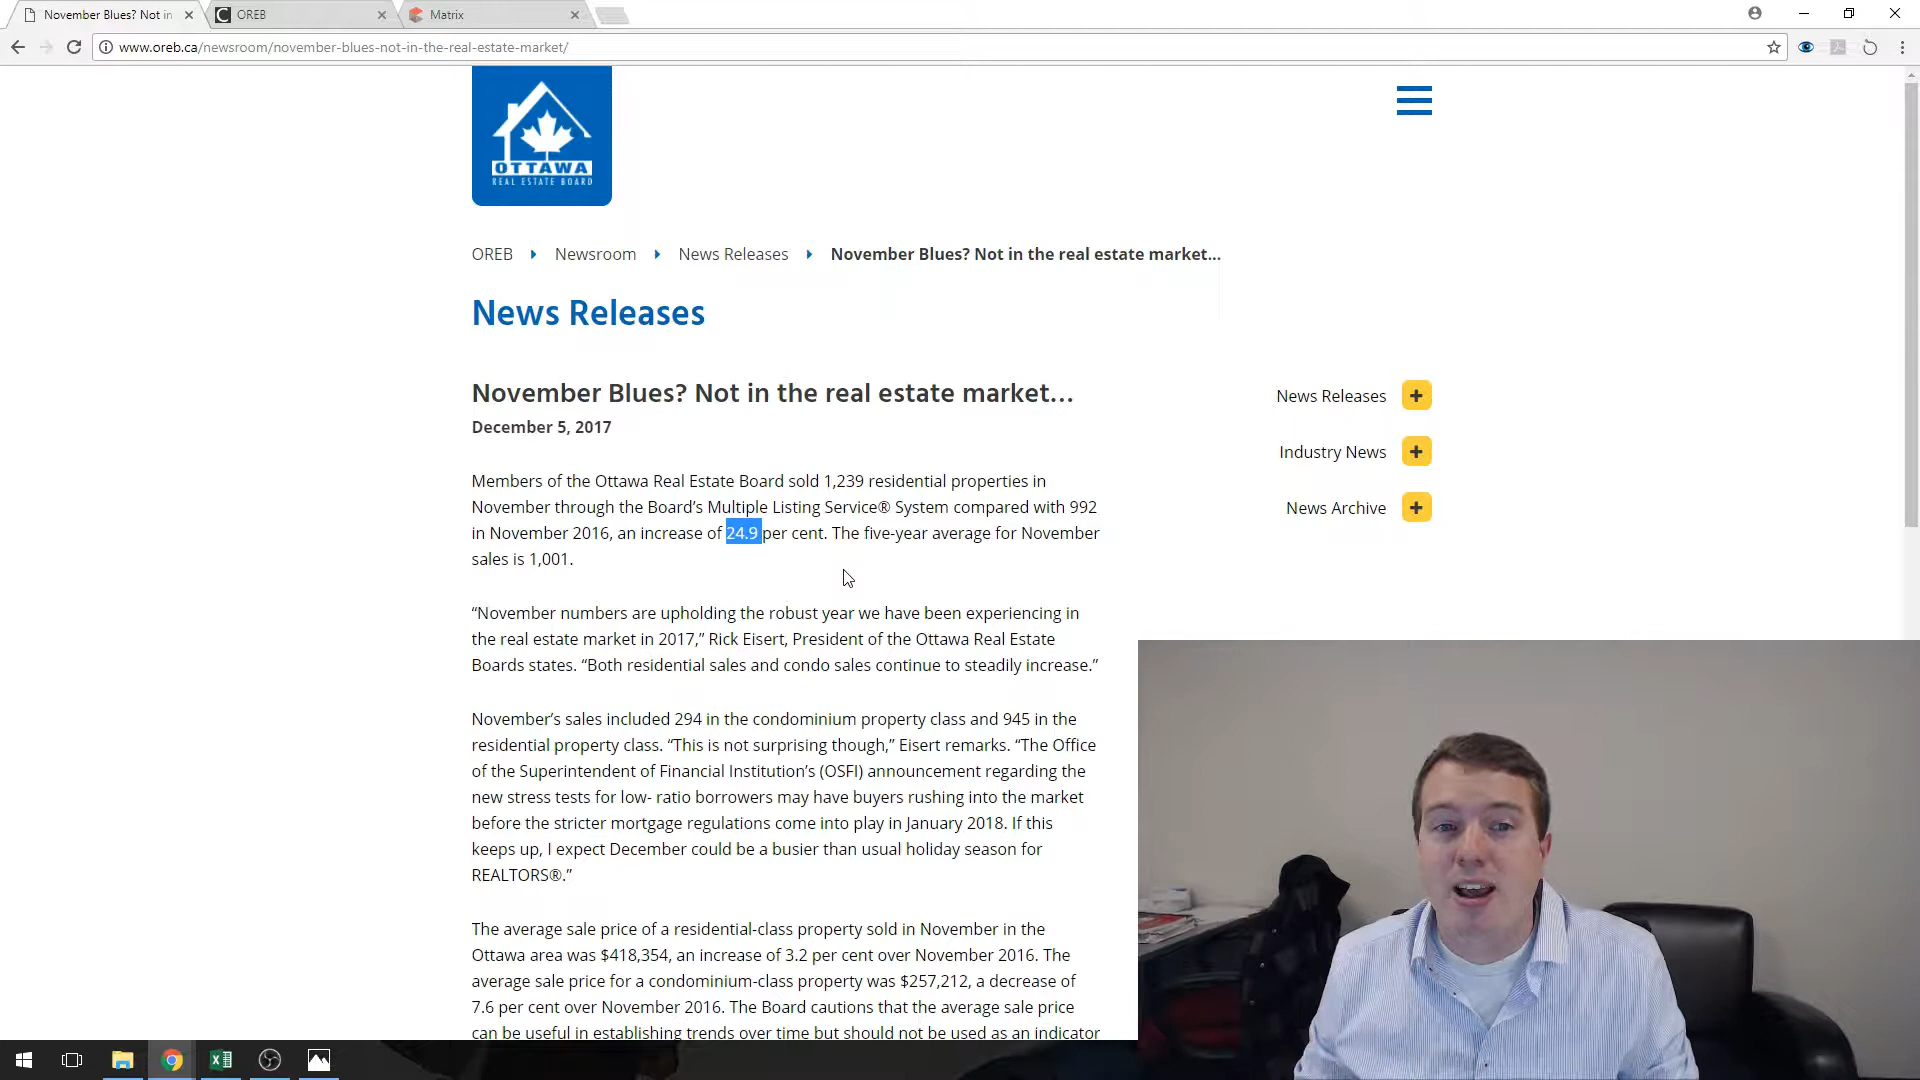 November Blues? Not in
OREB
Matrix
www.oreb.ca/newsroom/november-blues-not-in-the-real-estate-market/
OTTAWA
REAL ESTATE BOARD
OREB
Newsroom
News Releases
November Blues? Not in the real estate market...
News Releases
November Blues? Not in the real estate market…
December 5, 2017
Members of the Ottawa Real Estate Board sold 1,239 residential properties in
November through the Board’s Multiple Listing Service® System compared with 992
in November 2016, an increase of 24.9 per cent. The five-year average for November
sales is 1,001.
“November numbers are upholding the robust year we have been experiencing in
the real estate market in 2017,” Rick Eisert, President of the Ottawa Real Estate
Boards states. “Both residential sales and condo sales continue to steadily increase.”
November’s sales included 294 in the condominium property class and 945 in the
residential property class. “This is not surprising though,” Eisert remarks. “The Office
of the Superintendent of Financial Institution’s (OSFI) announcement regarding the
new stress tests for low- ratio borrowers may have buyers rushing into the market
before the stricter mortgage regulations come into play in January 2018. If this
keeps up, I expect December could be a busier than usual holiday season for
REALTORS®.”
The average sale price of a residential-class property sold in November in the
Ottawa area was $418,354, an increase of 3.2 per cent over November 2016. The
average sale price for a condominium-class property was $257,212, a decrease of
7.6 per cent over November 2016. The Board cautions that the average sale price
can be useful in establishing trends over time but should not be used as an indicator
News Releases
Industry News
News Archive